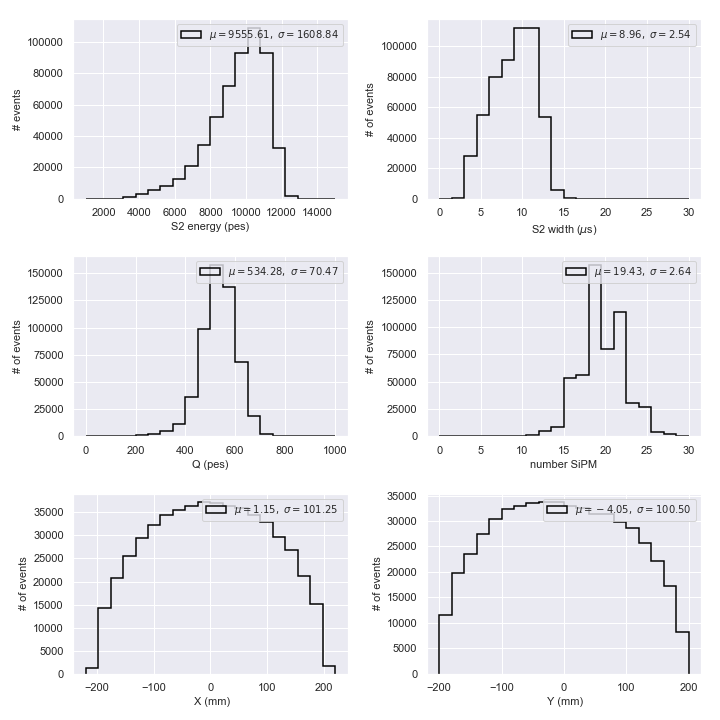 μ = 9555.61, σ = 1608.84
# events
100000
80000
60000
40000
20000
0
2000 4000 6000 8000 10000 12000 14000
S2 energy (pes)
μ = 8.96, σ = 2.54
# of events
100000
80000
60000
40000
20000
0
0 5 10 15 20 25 30
S2 width (μs)
μ = 534.28, σ = 70.47
# of events
150000
125000
100000
75000
50000
25000
0
0 200 400 600 800 1000
Q (pes)
μ = 19.43, σ = 2.64
# of events
150000
125000
100000
75000
50000
25000
0
0 5 10 15 20 25 30
number SiPM
μ = 1.15, σ = 101.25
# of events
35000
30000
25000
20000
15000
10000
5000
0
−200 −100 0 100 200
X (mm)
μ = −4.05, σ = 100.50
# of events
35000
30000
25000
20000
15000
10000
5000
0
−200 −100 0 100 200
Y (mm)